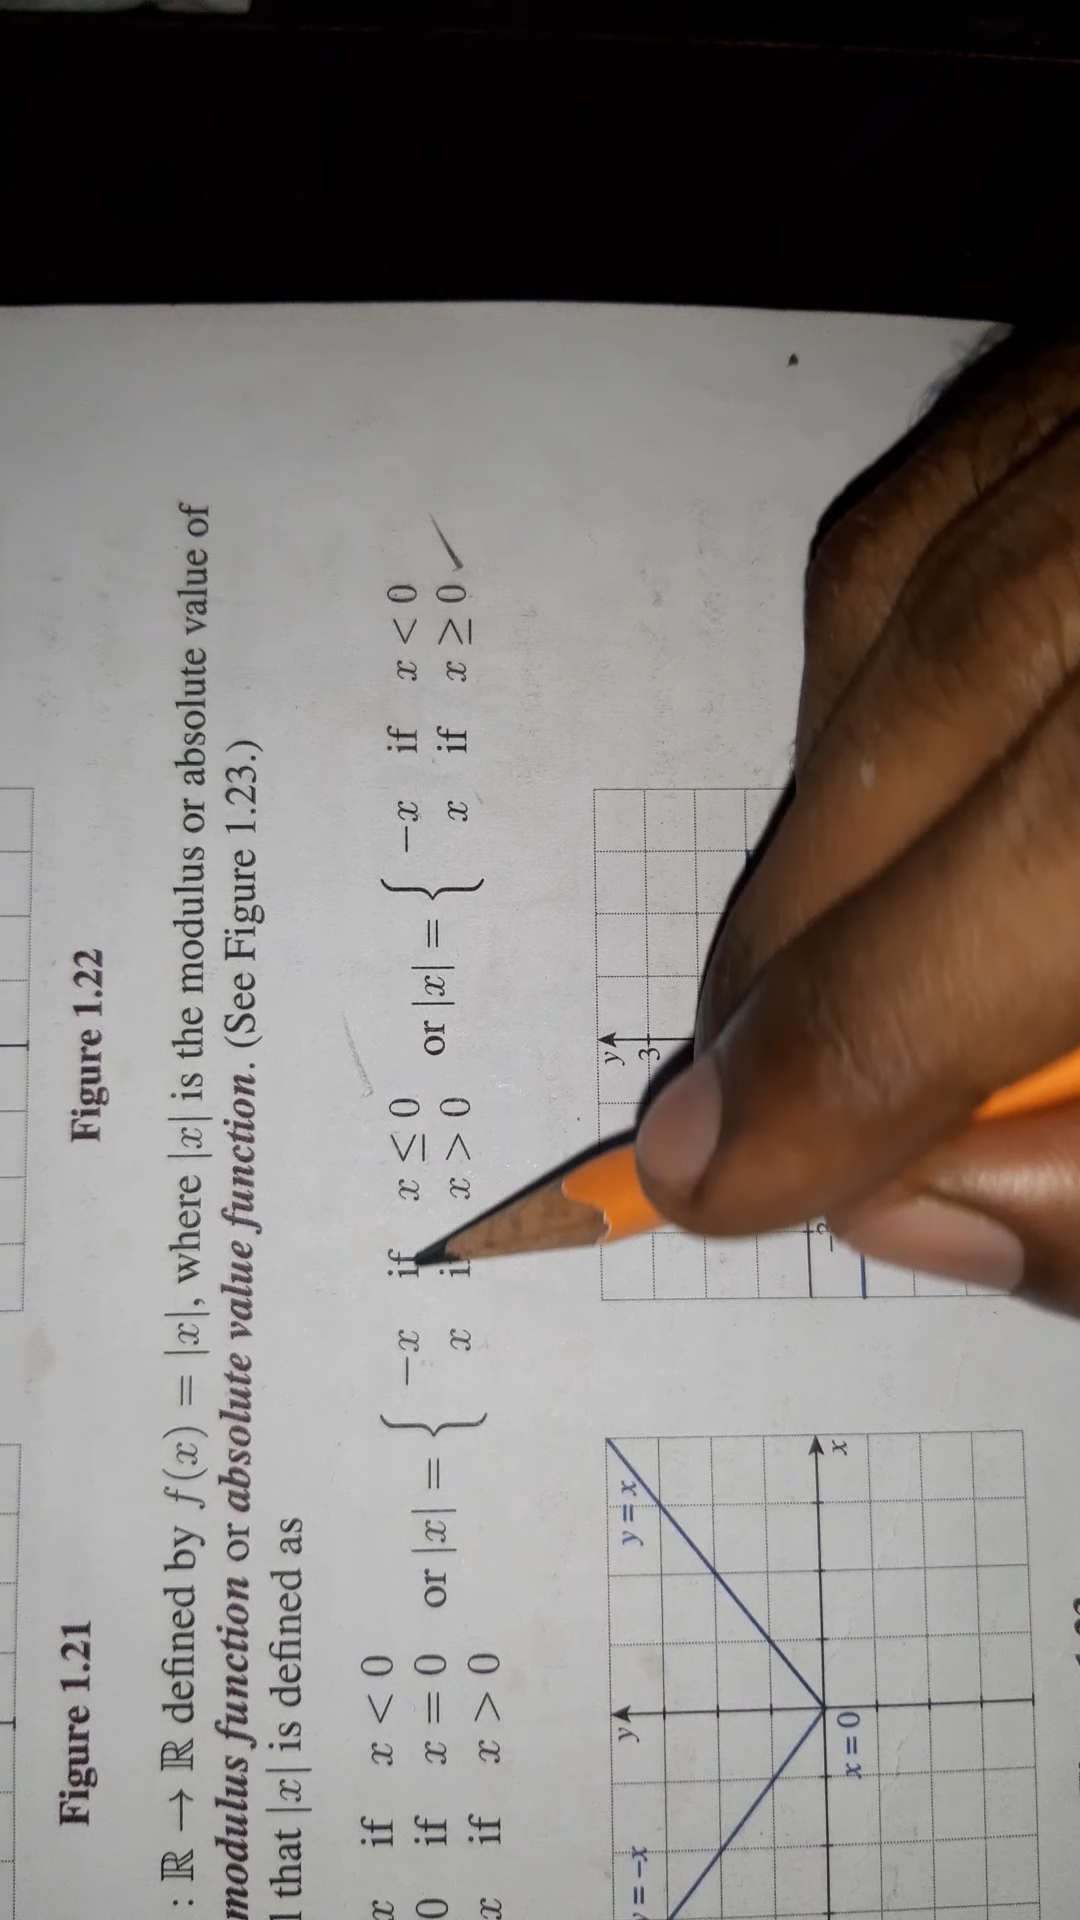 Figure 1.21
Figure 1.22
: ℝ → ℝ defined by f(x) = |x|, where |x| is the modulus or absolute value of
modulus function or absolute value function. (See Figure 1.23.)
that |x| is defined as
x if x < 0
0 if x = 0
x if x > 0
or |x| = {
-x if x ≤ 0
x if x > 0
or |x| = {
-x if x < 0
x if x ≥ 0
y = -x
y
y = x
x
x = 0
y
3